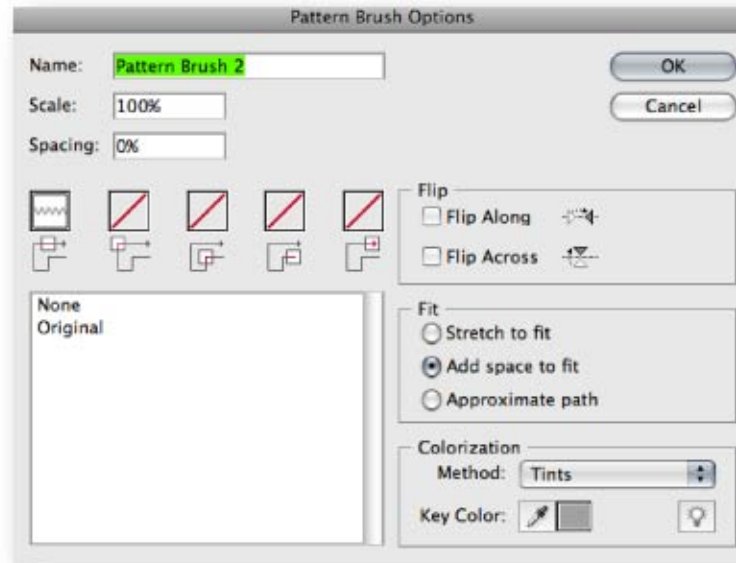 Pattern Brush Options
Name: Pattern Brush 2
OK
Scale: 100%
Cancel
Spacing: 0%
Flip
Flip Along
Flip Across
None
Original
Fit
Stretch to fit
Add space to fit
Approximate path
Colorization
Method: Tints
Key Color: